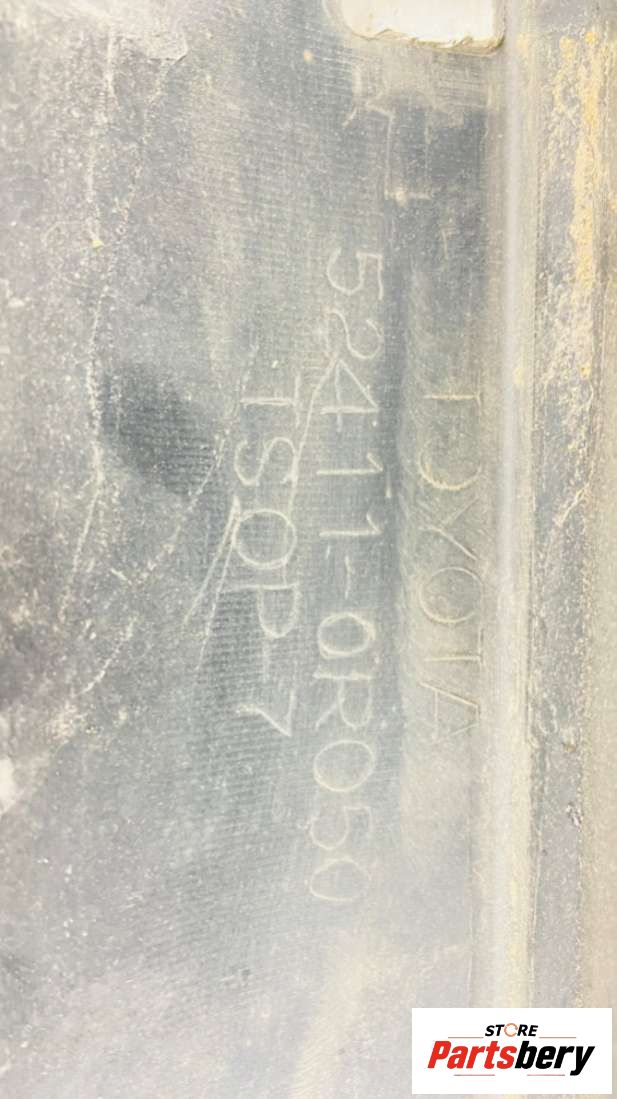 TOYOTA
52411-0R050
TSOP-7
STORE
Partsbery